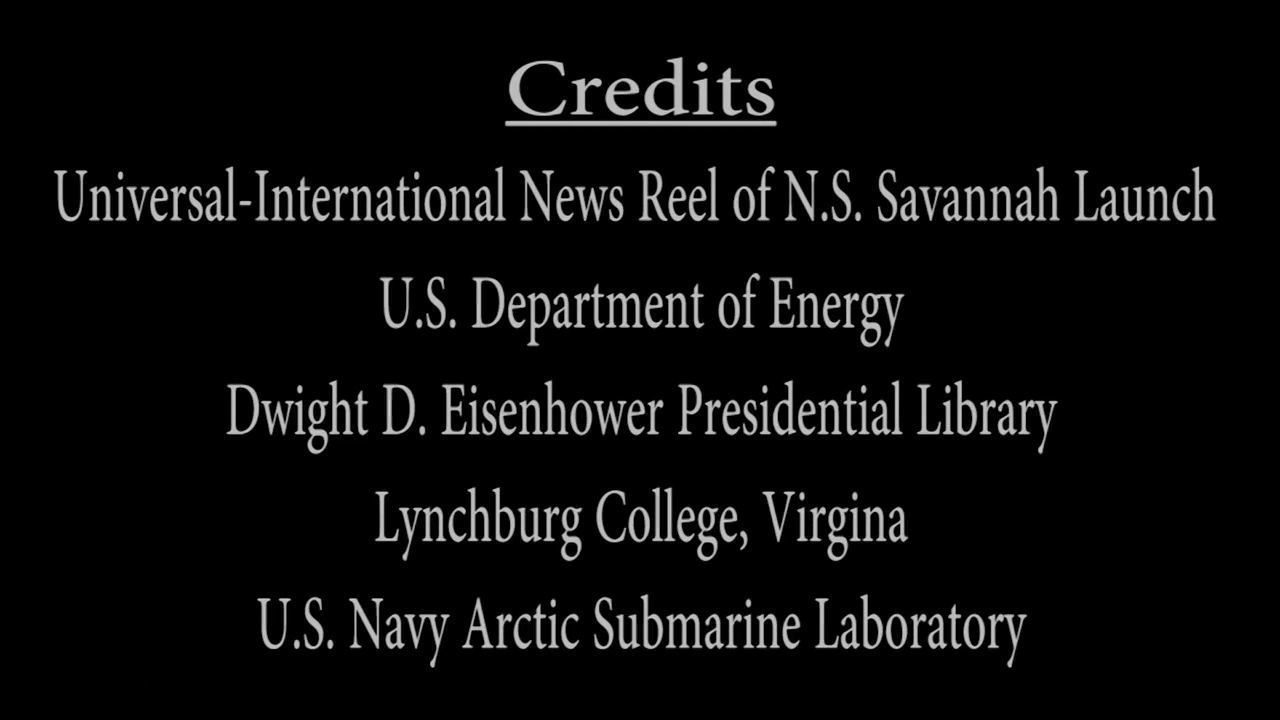 Credits
Universal-International News Reel of N.S. Savannah Launch
U.S. Department of Energy
Dwight D. Eisenhower Presidential Library
Lynchburg College, Virgina
U.S. Navy Arctic Submarine Laboratory